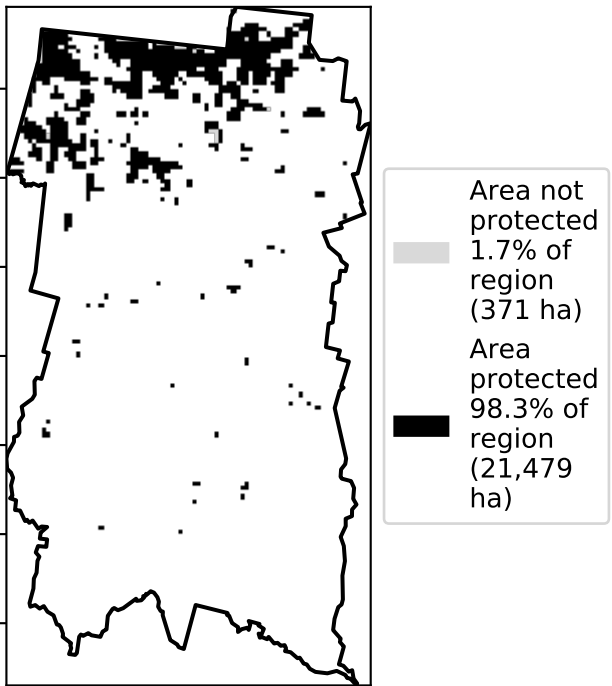 Area not
protected
1.7% of
region
(371 ha)
Area
protected
98.3% of
region
(21,479
ha)